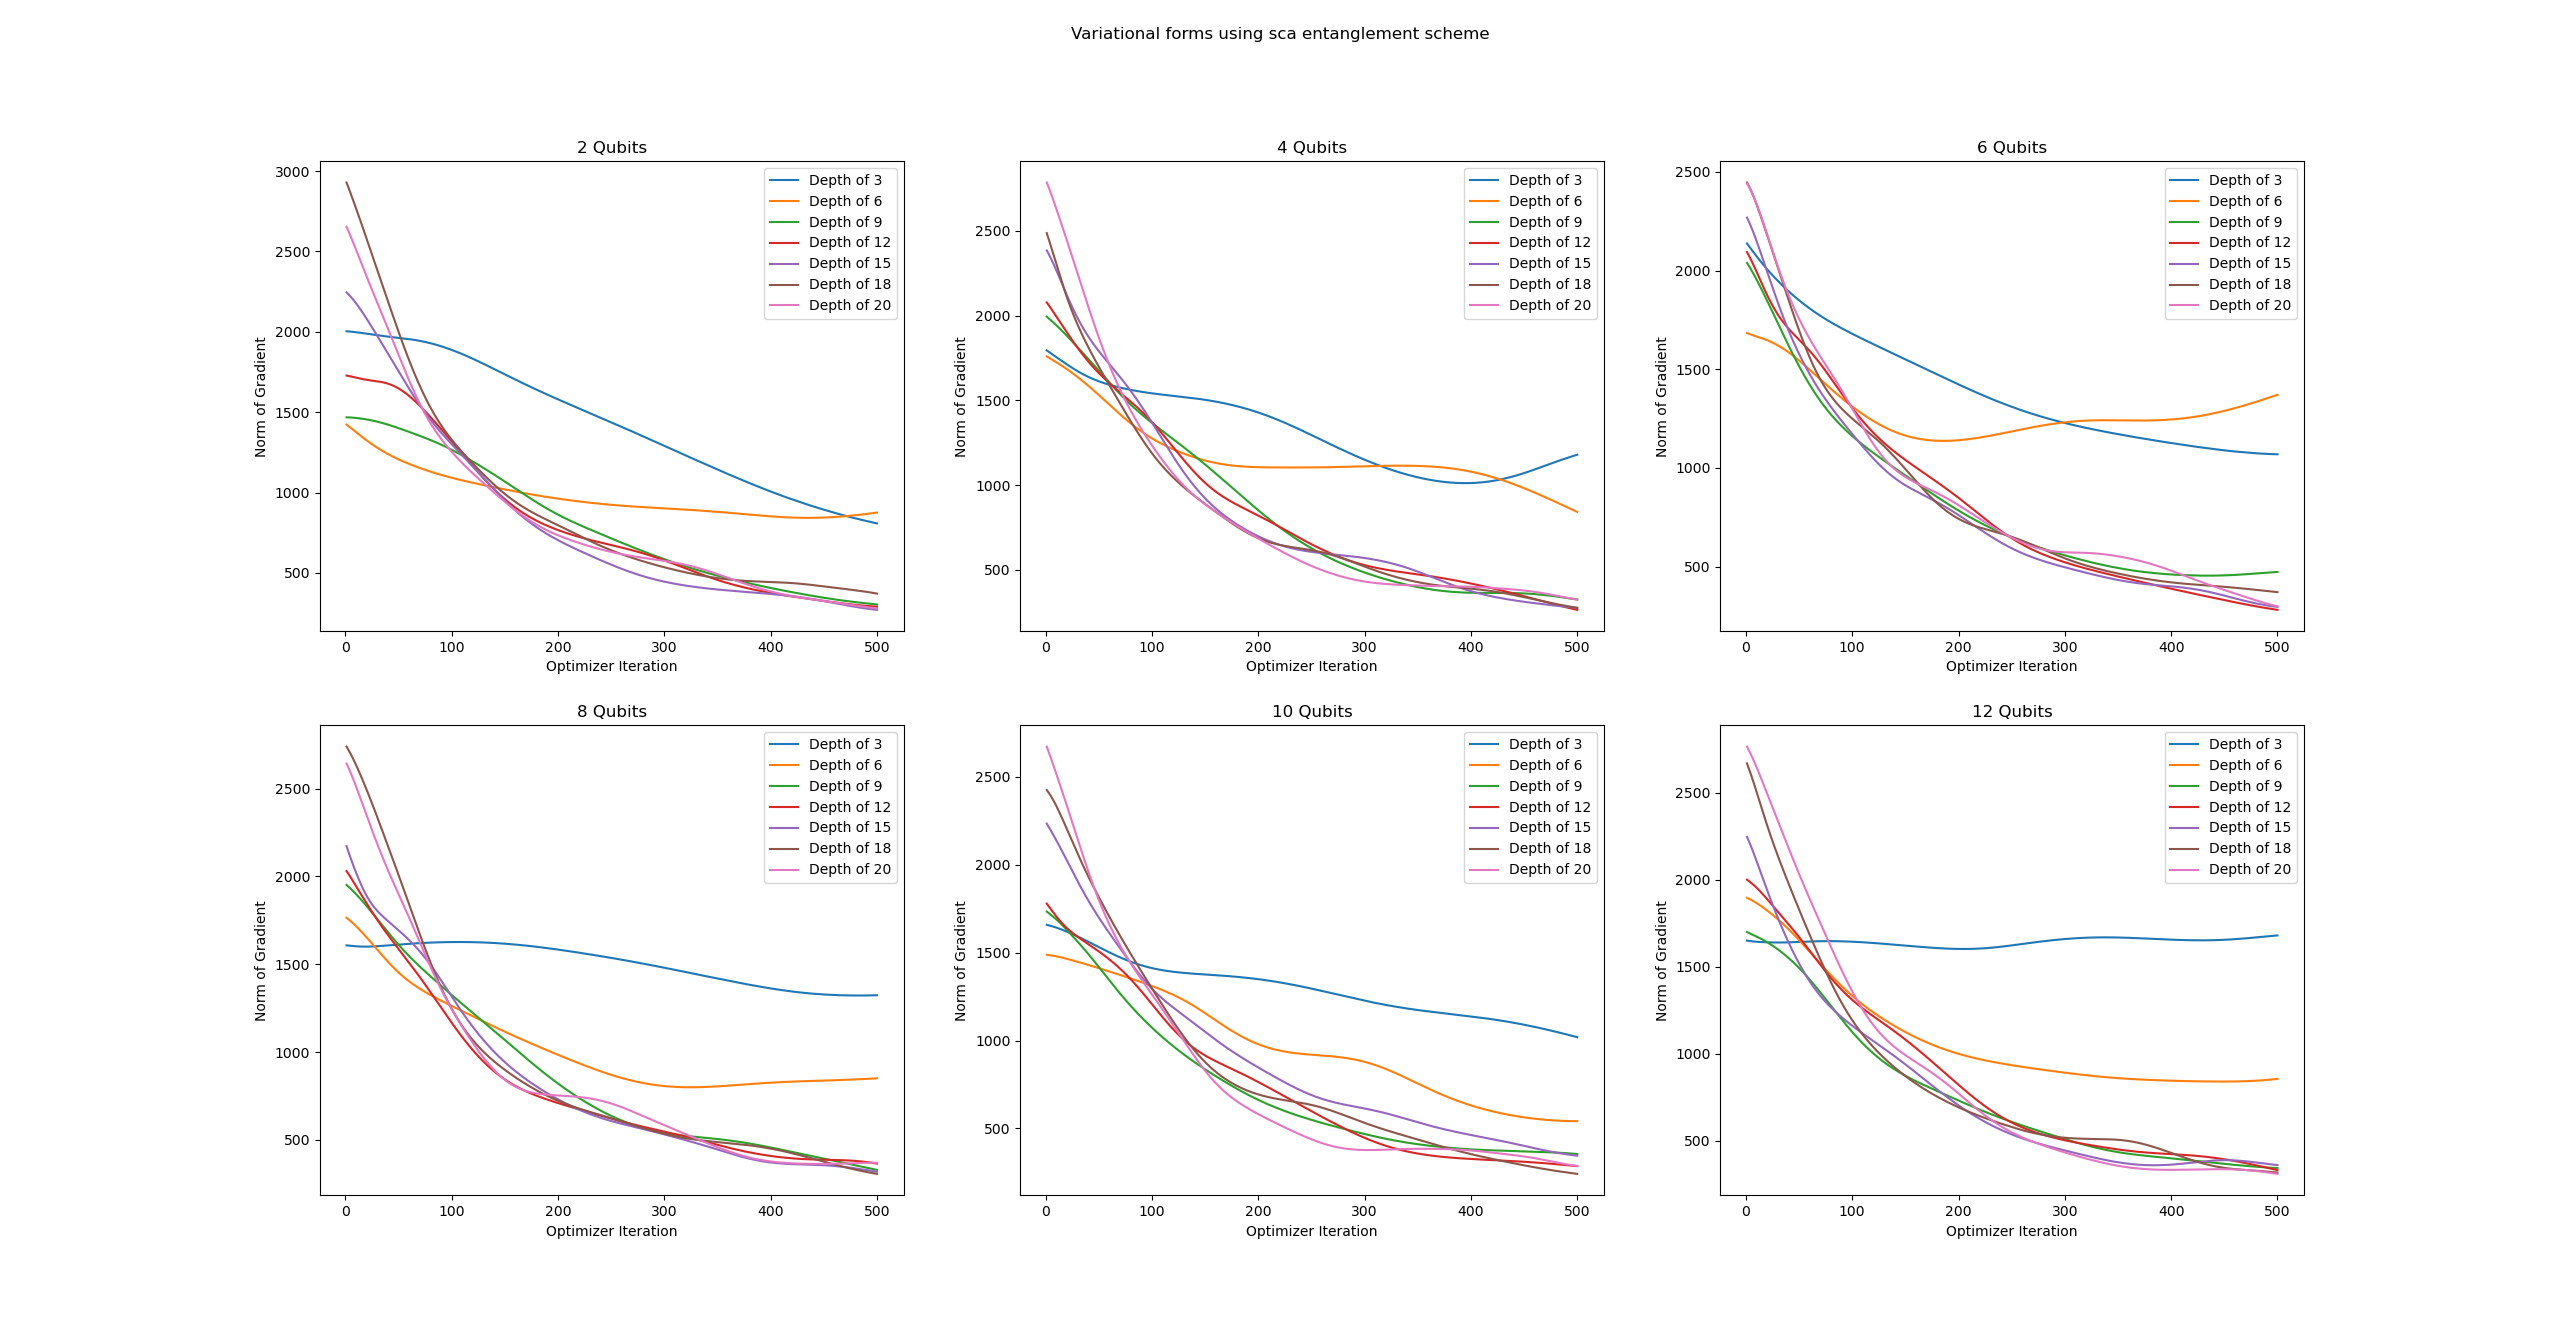 Variational forms using sca entanglement scheme
2 Qubits
Norm of Gradient
3000
2500
2000
1500
1000
500
0 100 200 300 400 500
Optimizer Iteration
Depth of 3
Depth of 6
Depth of 9
Depth of 12
Depth of 15
Depth of 18
Depth of 20
4 Qubits
Norm of Gradient
2500
2000
1500
1000
500
0 100 200 300 400 500
Optimizer Iteration
Depth of 3
Depth of 6
Depth of 9
Depth of 12
Depth of 15
Depth of 18
Depth of 20
6 Qubits
Norm of Gradient
2500
2000
1500
1000
500
0 100 200 300 400 500
Optimizer Iteration
Depth of 3
Depth of 6
Depth of 9
Depth of 12
Depth of 15
Depth of 18
Depth of 20
8 Qubits
Norm of Gradient
2500
2000
1500
1000
500
0 100 200 300 400 500
Optimizer Iteration
Depth of 3
Depth of 6
Depth of 9
Depth of 12
Depth of 15
Depth of 18
Depth of 20
10 Qubits
Norm of Gradient
2500
2000
1500
1000
500
0 100 200 300 400 500
Optimizer Iteration
Depth of 3
Depth of 6
Depth of 9
Depth of 12
Depth of 15
Depth of 18
Depth of 20
12 Qubits
Norm of Gradient
2500
2000
1500
1000
500
0 100 200 300 400 500
Optimizer Iteration
Depth of 3
Depth of 6
Depth of 9
Depth of 12
Depth of 15
Depth of 18
Depth of 20